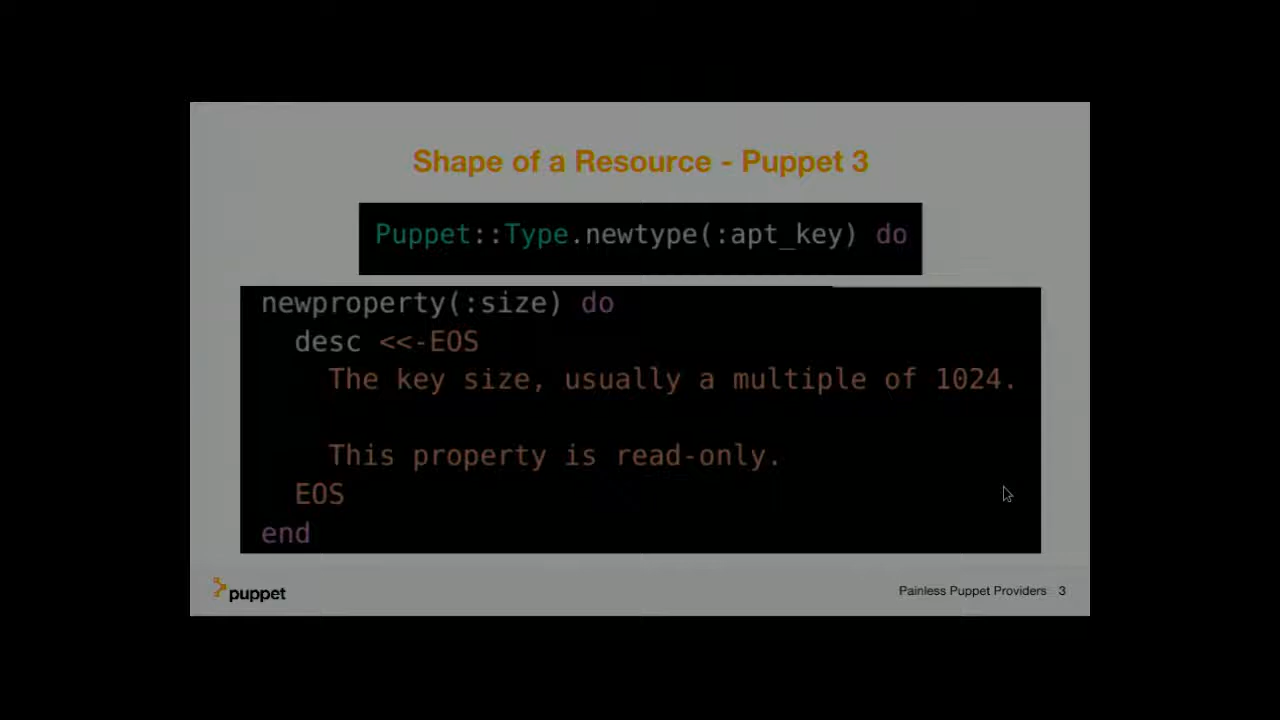 Shape of a Resource - Puppet 3
Puppet::Type.newtype(:apt_key) do
newproperty(:size) do
desc <<-EOS
The key size, usually a multiple of 1024.
This property is read-only.
EOS
end
puppet
Painless Puppet Providers 3